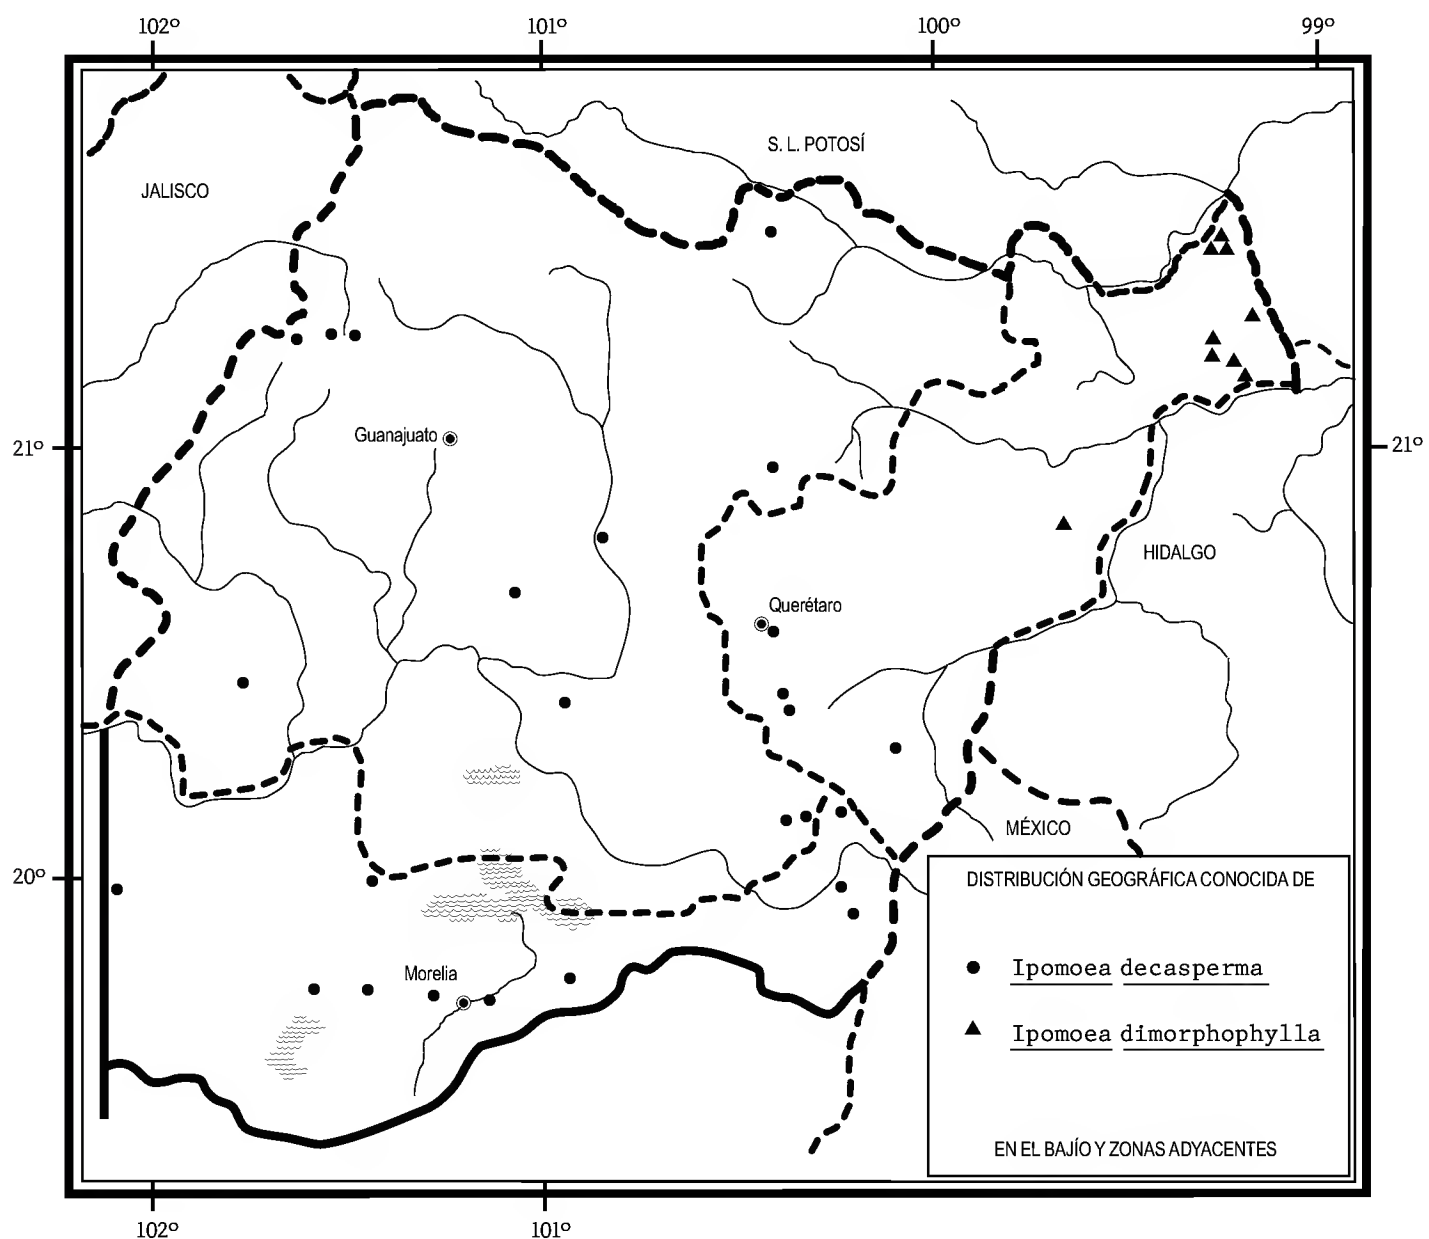 102º 101º 100º 99º
S. L. POTOSÍ
JALISCO
Guanajuato
21º 21º
HIDALGO
Querétaro
MÉXICO
20º
DISTRIBUCIÓN GEOGRÁFICA CONOCIDA DE
Ipomoea decasperma
Morelia
Ipomoea dimorphophylla
EN EL BAJÍO Y ZONAS ADYACENTES
102º 101º